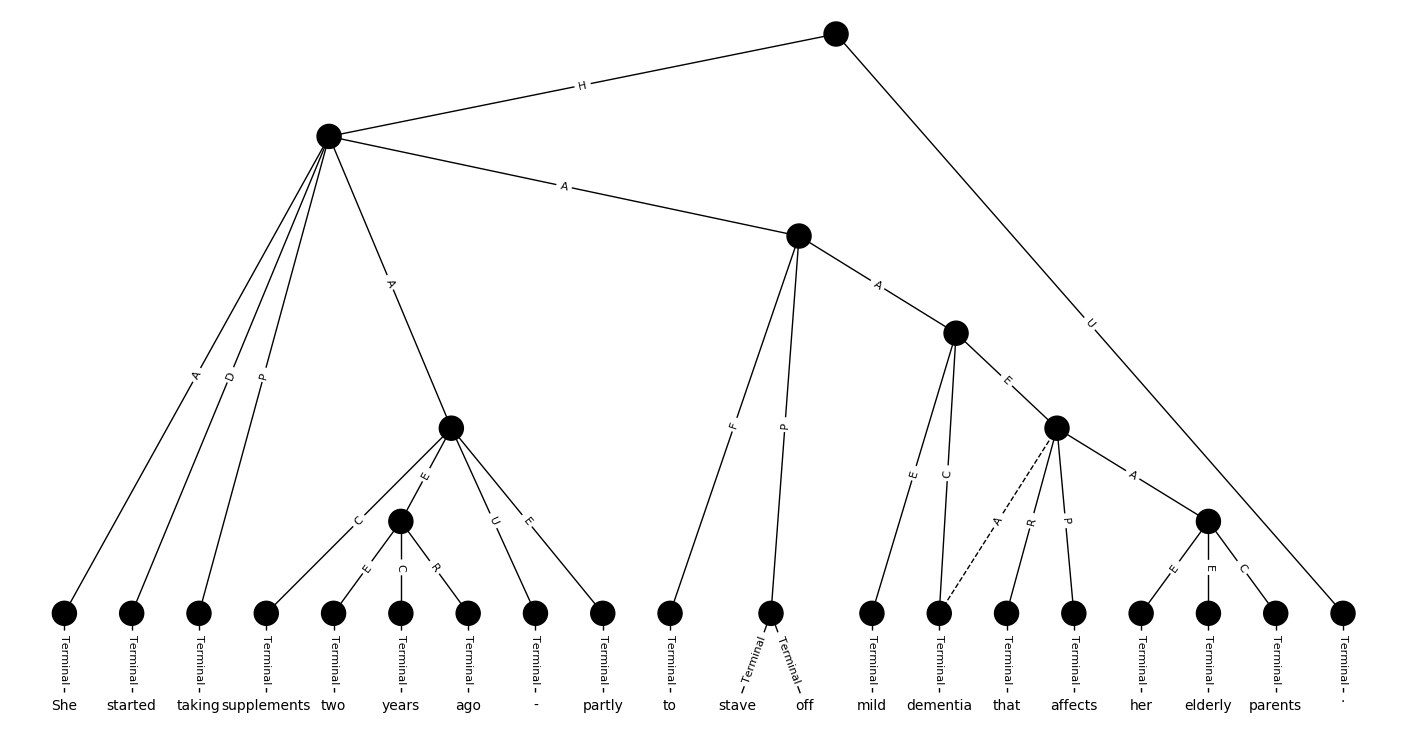 H
A
A
A
U
A
D
P
F
P
E
E
C
A
C
E
U
E
A
R
P
E
C
R
E
E
C
Terminal Terminal Terminal Terminal Terminal Terminal Terminal Terminal Terminal Terminal Terminal Terminal Terminal Terminal Terminal Terminal Terminal Terminal Terminal Terminal
She started taking supplements two years ago - partly to stave off mild dementia that affects her elderly parents .